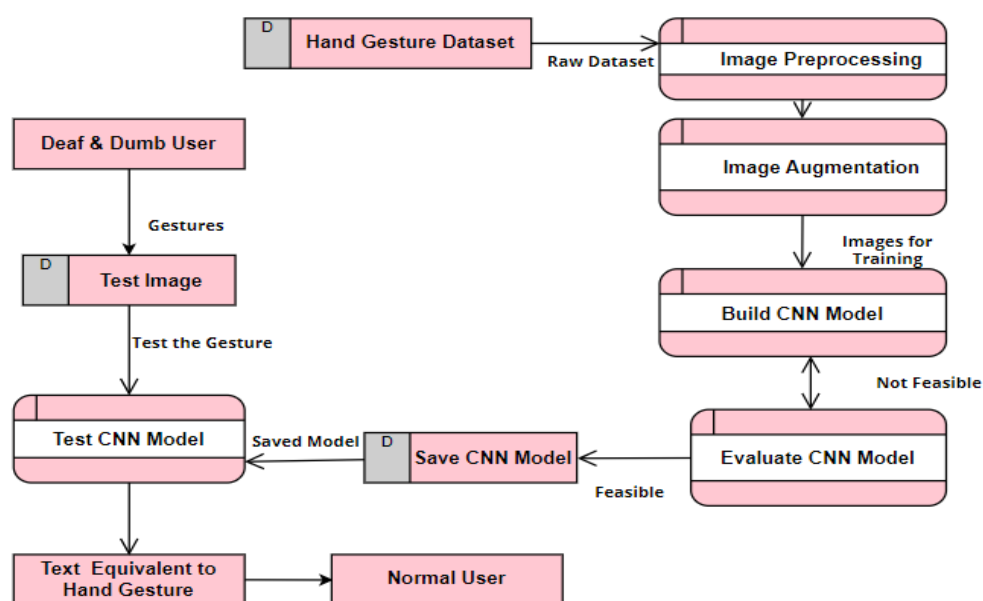 D
Hand Gesture Dataset
Raw Dataset
Image Preprocessing
Image Augmentation
Images for
Training
Build CNN Model
Not Feasible
Evaluate CNN Model
Feasible
D
Save CNN Model
Saved Model
Deaf & Dumb User
Gestures
D
Test Image
Test the Gesture
Test CNN Model
Text  Equivalent to
Hand Gesture
Normal User